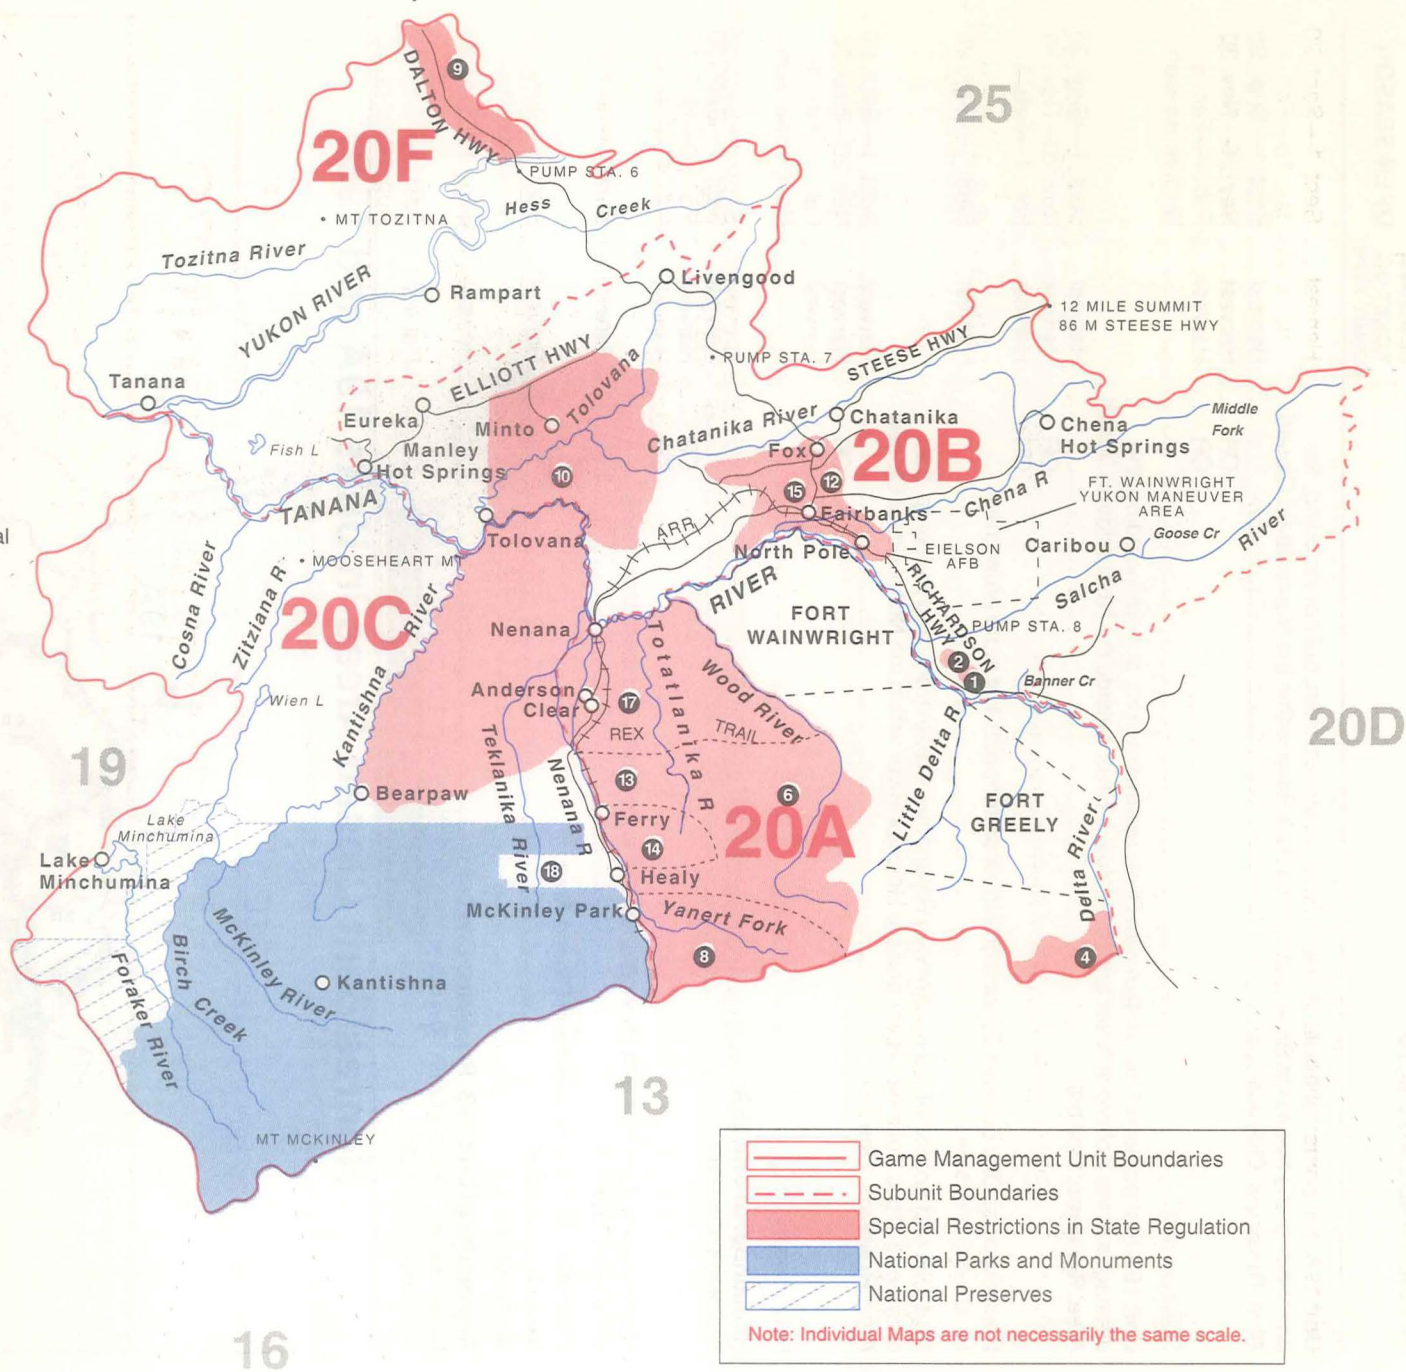 9
DALTON HWY
25
20F
PUMP STA. 6
MT TOZITNA
Hess Creek
Tozitna River
YUKON RIVER
Rampart
Livengood
12 MILE SUMMIT
86 M STEESE HWY
STEESE HWY
PUMP STA. 7
ELLIOTT HWY
Tanana
Eureka
Minto
Tolovana
Chatanika River
Chatanika
Chena
Hot Springs
Middle
Fork
Fish L
Manley
Hot Springs
10
Fox
20B
15
12
Fairbanks
Chena R
FT. WAINWRIGHT
YUKON MANEUVER
AREA
TANANA
Tolovana
ARR
North Pole
EIELSON
AFB
Caribou
Goose Cr
River
al
MOOSEHEART MT
Cosna River
Zitziana R
20C
Kantishna River
RIVER
RICHARDSON
HWY
Salcha
FORT
WAINWRIGHT
PUMP STA. 8
Nenana
Totatlanika R
Wood River
2
1
Banner Cr
Wien L
Anderson
Clear
17
REX TRAIL
Teklanika River
Nenana R
Little Delta R
20D
19
13
6
Bearpaw
Ferry
20A
FORT
GREELY
Lake
Minchumina
14
Delta River
Lake
Minchumina
18
Healy
McKinley Park
Yanert Fork
McKinley River
Birch Creek
Foraker River
Kantishna
8
4
13
MT MCKINLEY
16
Game Management Unit Boundaries
Subunit Boundaries
Special Restrictions in State Regulation
National Parks and Monuments
National Preserves
Note: Individual Maps are not necessarily the same scale.